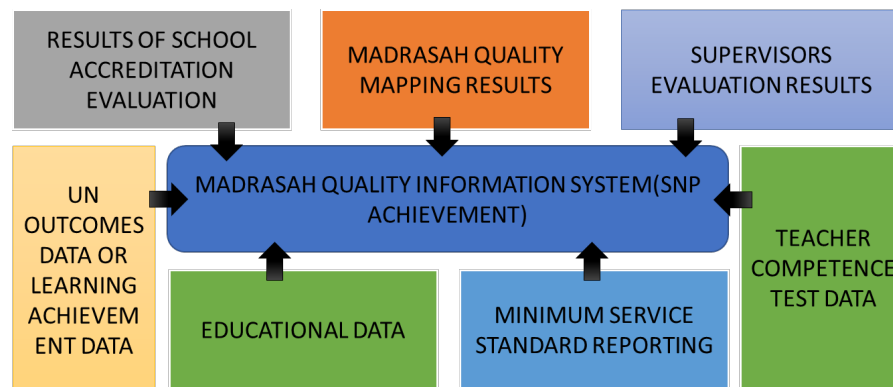 RESULTS OF SCHOOL
ACCREDITATION
EVALUATION
MADRASAH QUALITY
MAPPING RESULTS
SUPERVISORS
EVALUATION RESULTS
UN
OUTCOMES
DATA OR
LEARNING
ACHIEVEM
ENT DATA
MADRASAH QUALITY INFORMATION SYSTEM(SNP
ACHIEVEMENT)
TEACHER
COMPETENCE
TEST DATA
EDUCATIONAL DATA
MINIMUM SERVICE
STANDARD REPORTING